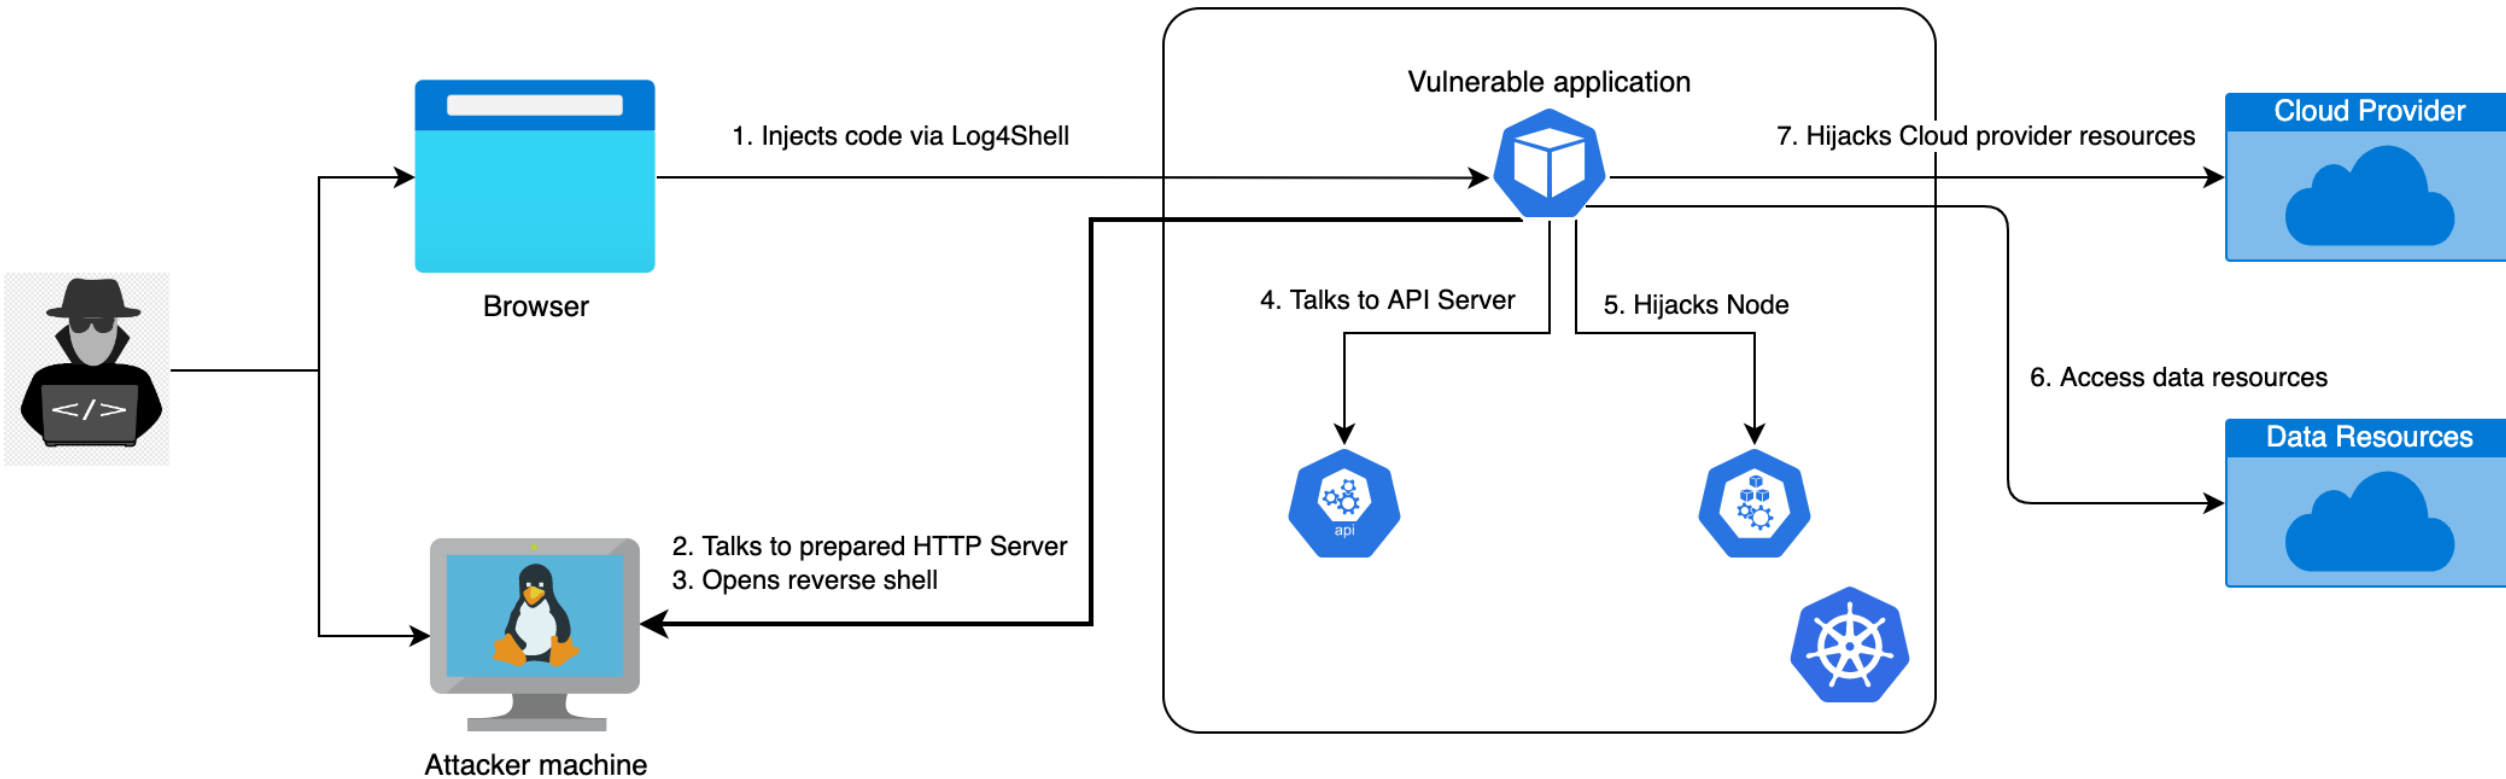 Vulnerable application
Cloud Provider
1. Injects code via Log4Shell
7. Hijacks Cloud provider resources
Browser
4. Talks to API Server
5. Hijacks Node
6. Access data resources
</>
Data Resources
api
2. Talks to prepared HTTP Server
3. Opens reverse shell
Attacker machine